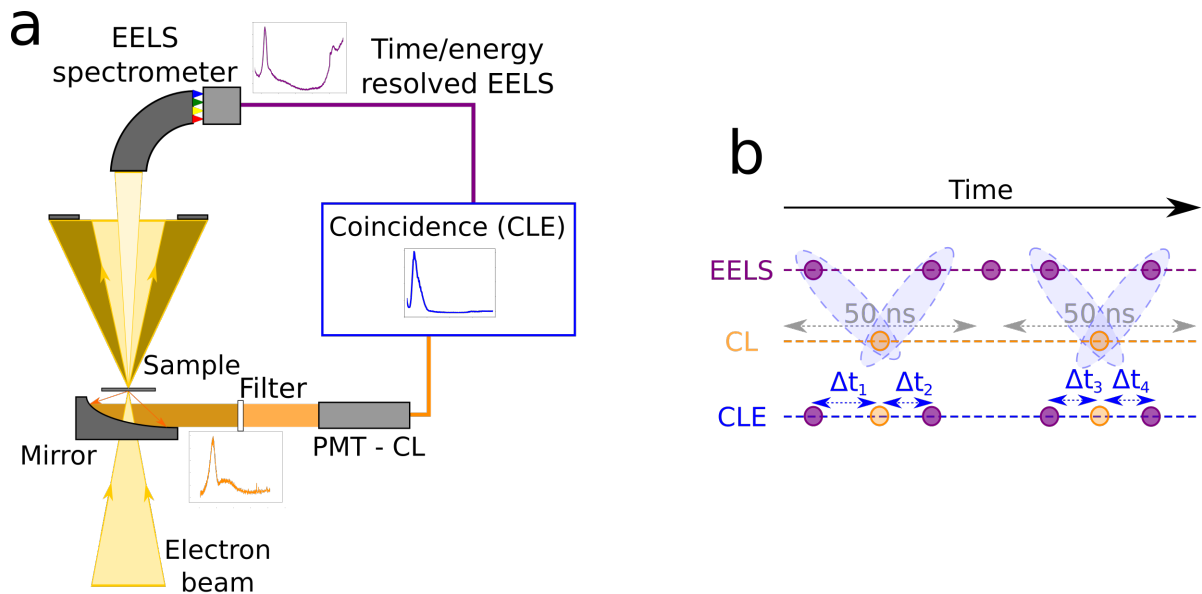 a
EELS
spectrometer
Time/energy
resolved EELS
Coincidence (CLE)
Sample
Filter
Mirror
PMT - CL
Electron
beam
b
Time
EELS
50 ns
50 ns
CL
Δt1
Δt2
Δt3
Δt4
CLE